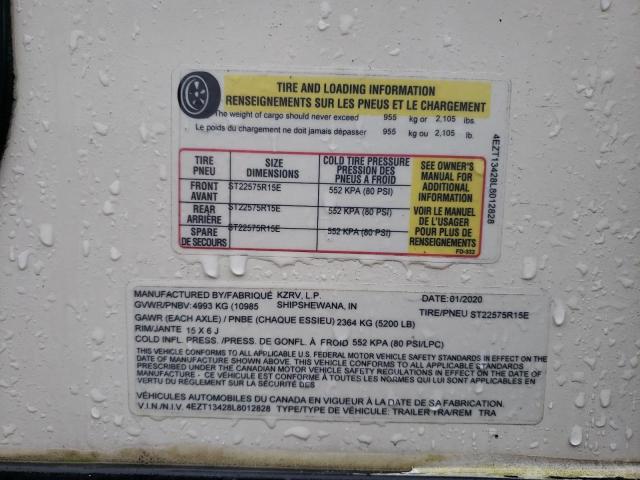 TIRE AND LOADING INFORMATION
RENSEIGNEMENTS SUR LES PNEUS ET LE CHARGEMENT
The weight of cargo should never exceed 955 kg or 2,105 lbs.
Le poids du chargement ne doit jamais dépasser 955 kg ou 2,105 lb.
4EZT13428L8012828
TIRE PNEU
SIZE DIMENSIONS
COLD TIRE PRESSURE
PRESSION DES
PNEUS À FROID
FRONT AVANT
ST22575R15E
552 KPA (80 PSI)
REAR ARRIÈRE
ST22575R15E
552 KPA (80 PSI)
SPARE DE SECOURS
ST22575R15E
552 KPA (80 PSI)
SEE OWNER'S
MANUAL FOR
ADDITIONAL
INFORMATION
VOIR LE MANUEL
DE L'USAGER
POUR PLUS DE
RENSEIGNEMENTS
FD-332
MANUFACTURED BY/FABRIQUÉ KZRV, L.P. DATE: 01/2020
GVWR/PNBV: 4993 KG (10985 SHIPSHEWANA, IN TIRE/PNEU ST22575R15E
GAWR (EACH AXLE) / PNBE (CHAQUE ESSIEU) 2364 KG (5200 LB)
RIM/JANTE 15 X 6 J
COLD INFL. PRESS. /PRESS. DE GONFL. À FROID 552 KPA (80 PSI/LPC)
THIS VEHICLE CONFORMS TO ALL APPLICABLE U.S. FEDERAL MOTOR VEHICLE SAFETY STANDARDS IN EFFECT ON THE
DATE OF MANUFACTURE SHOWN ABOVE. THIS VEHICLE CONFORMS TO ALL APPLICABLE STANDARDS
PRESCRIBED UNDER THE CANADIAN MOTOR VEHICLE SAFETY REGULATIONS IN EFFECT ON THE DATE OF
MANUFACTURE - CE VÉHICULE EST CONFORME À TOUTES LES NORMES QUI LUI SONT APPLICABLES EN
VERTU DU RÈGLEMENT SUR LA SÉCURITÉ DES
VÉHICULES AUTOMOBILES DU CANADA EN VIGUEUR À LA DATE DE SA FABRICATION.
V.I.N./N.I.V. 4EZT13428L8012828 TYPE/TYPE DE VÉHICULE: TRAILER TRA/REM TRA